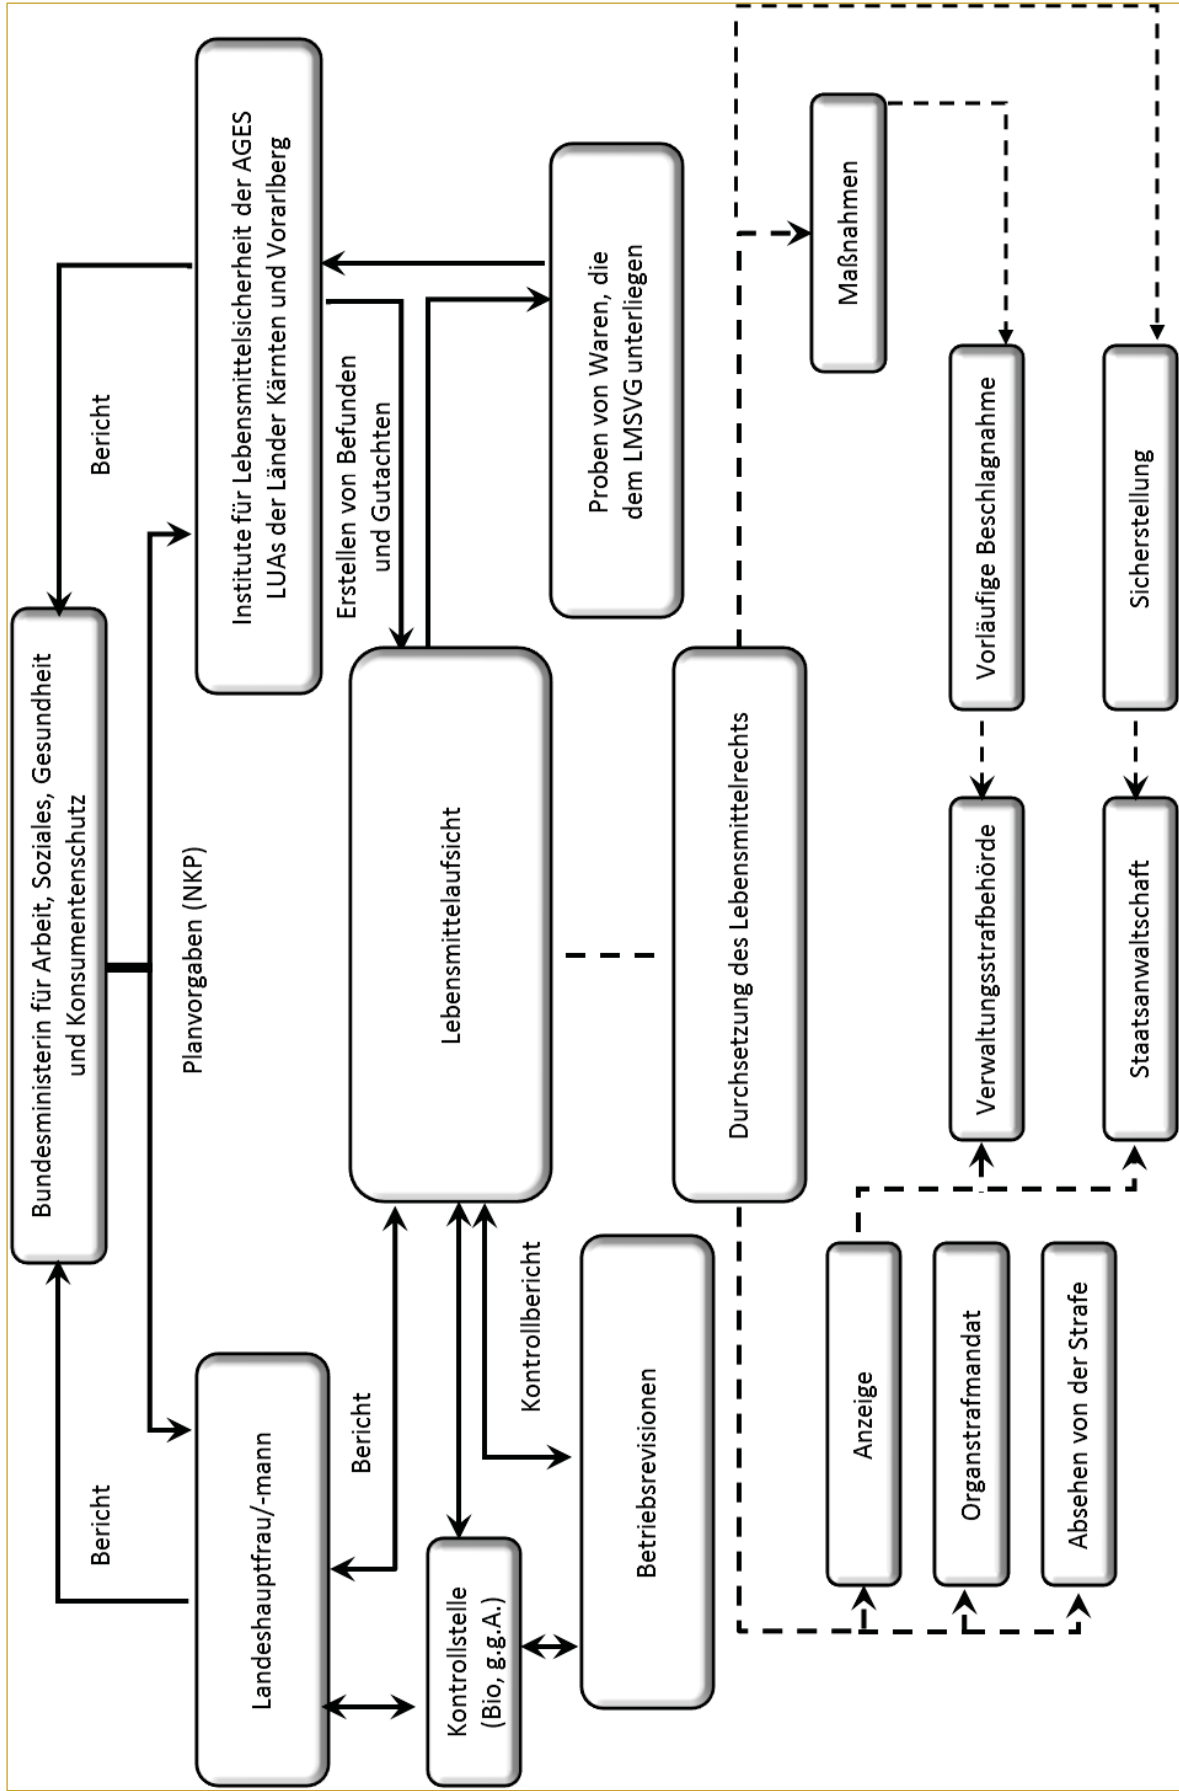 Bundesministerin für Arbeit, Soziales, Gesundheit
und Konsumentenschutz
Bericht
Bericht
Planvorgaben (NKP)
Landeshauptfrau/-mann
Institute für Lebensmittelsicherheit der AGES
LUAs der Länder Kärnten und Vorarlberg
Bericht
Erstellen von Befunden
und Gutachten
Lebensmittelaufsicht
Kontrollstelle
(Bio, g.g.A.)
Kontrollbericht
Betriebsrevisionen
Proben von Waren, die
dem LMSVG unterliegen
Durchsetzung des Lebensmittelrechts
Anzeige
Maßnahmen
Organstrafmandat
Verwaltungsstrafbehörde
Vorläufige Beschlagnahme
Absehen von der Strafe
Staatsanwaltschaft
Sicherstellung